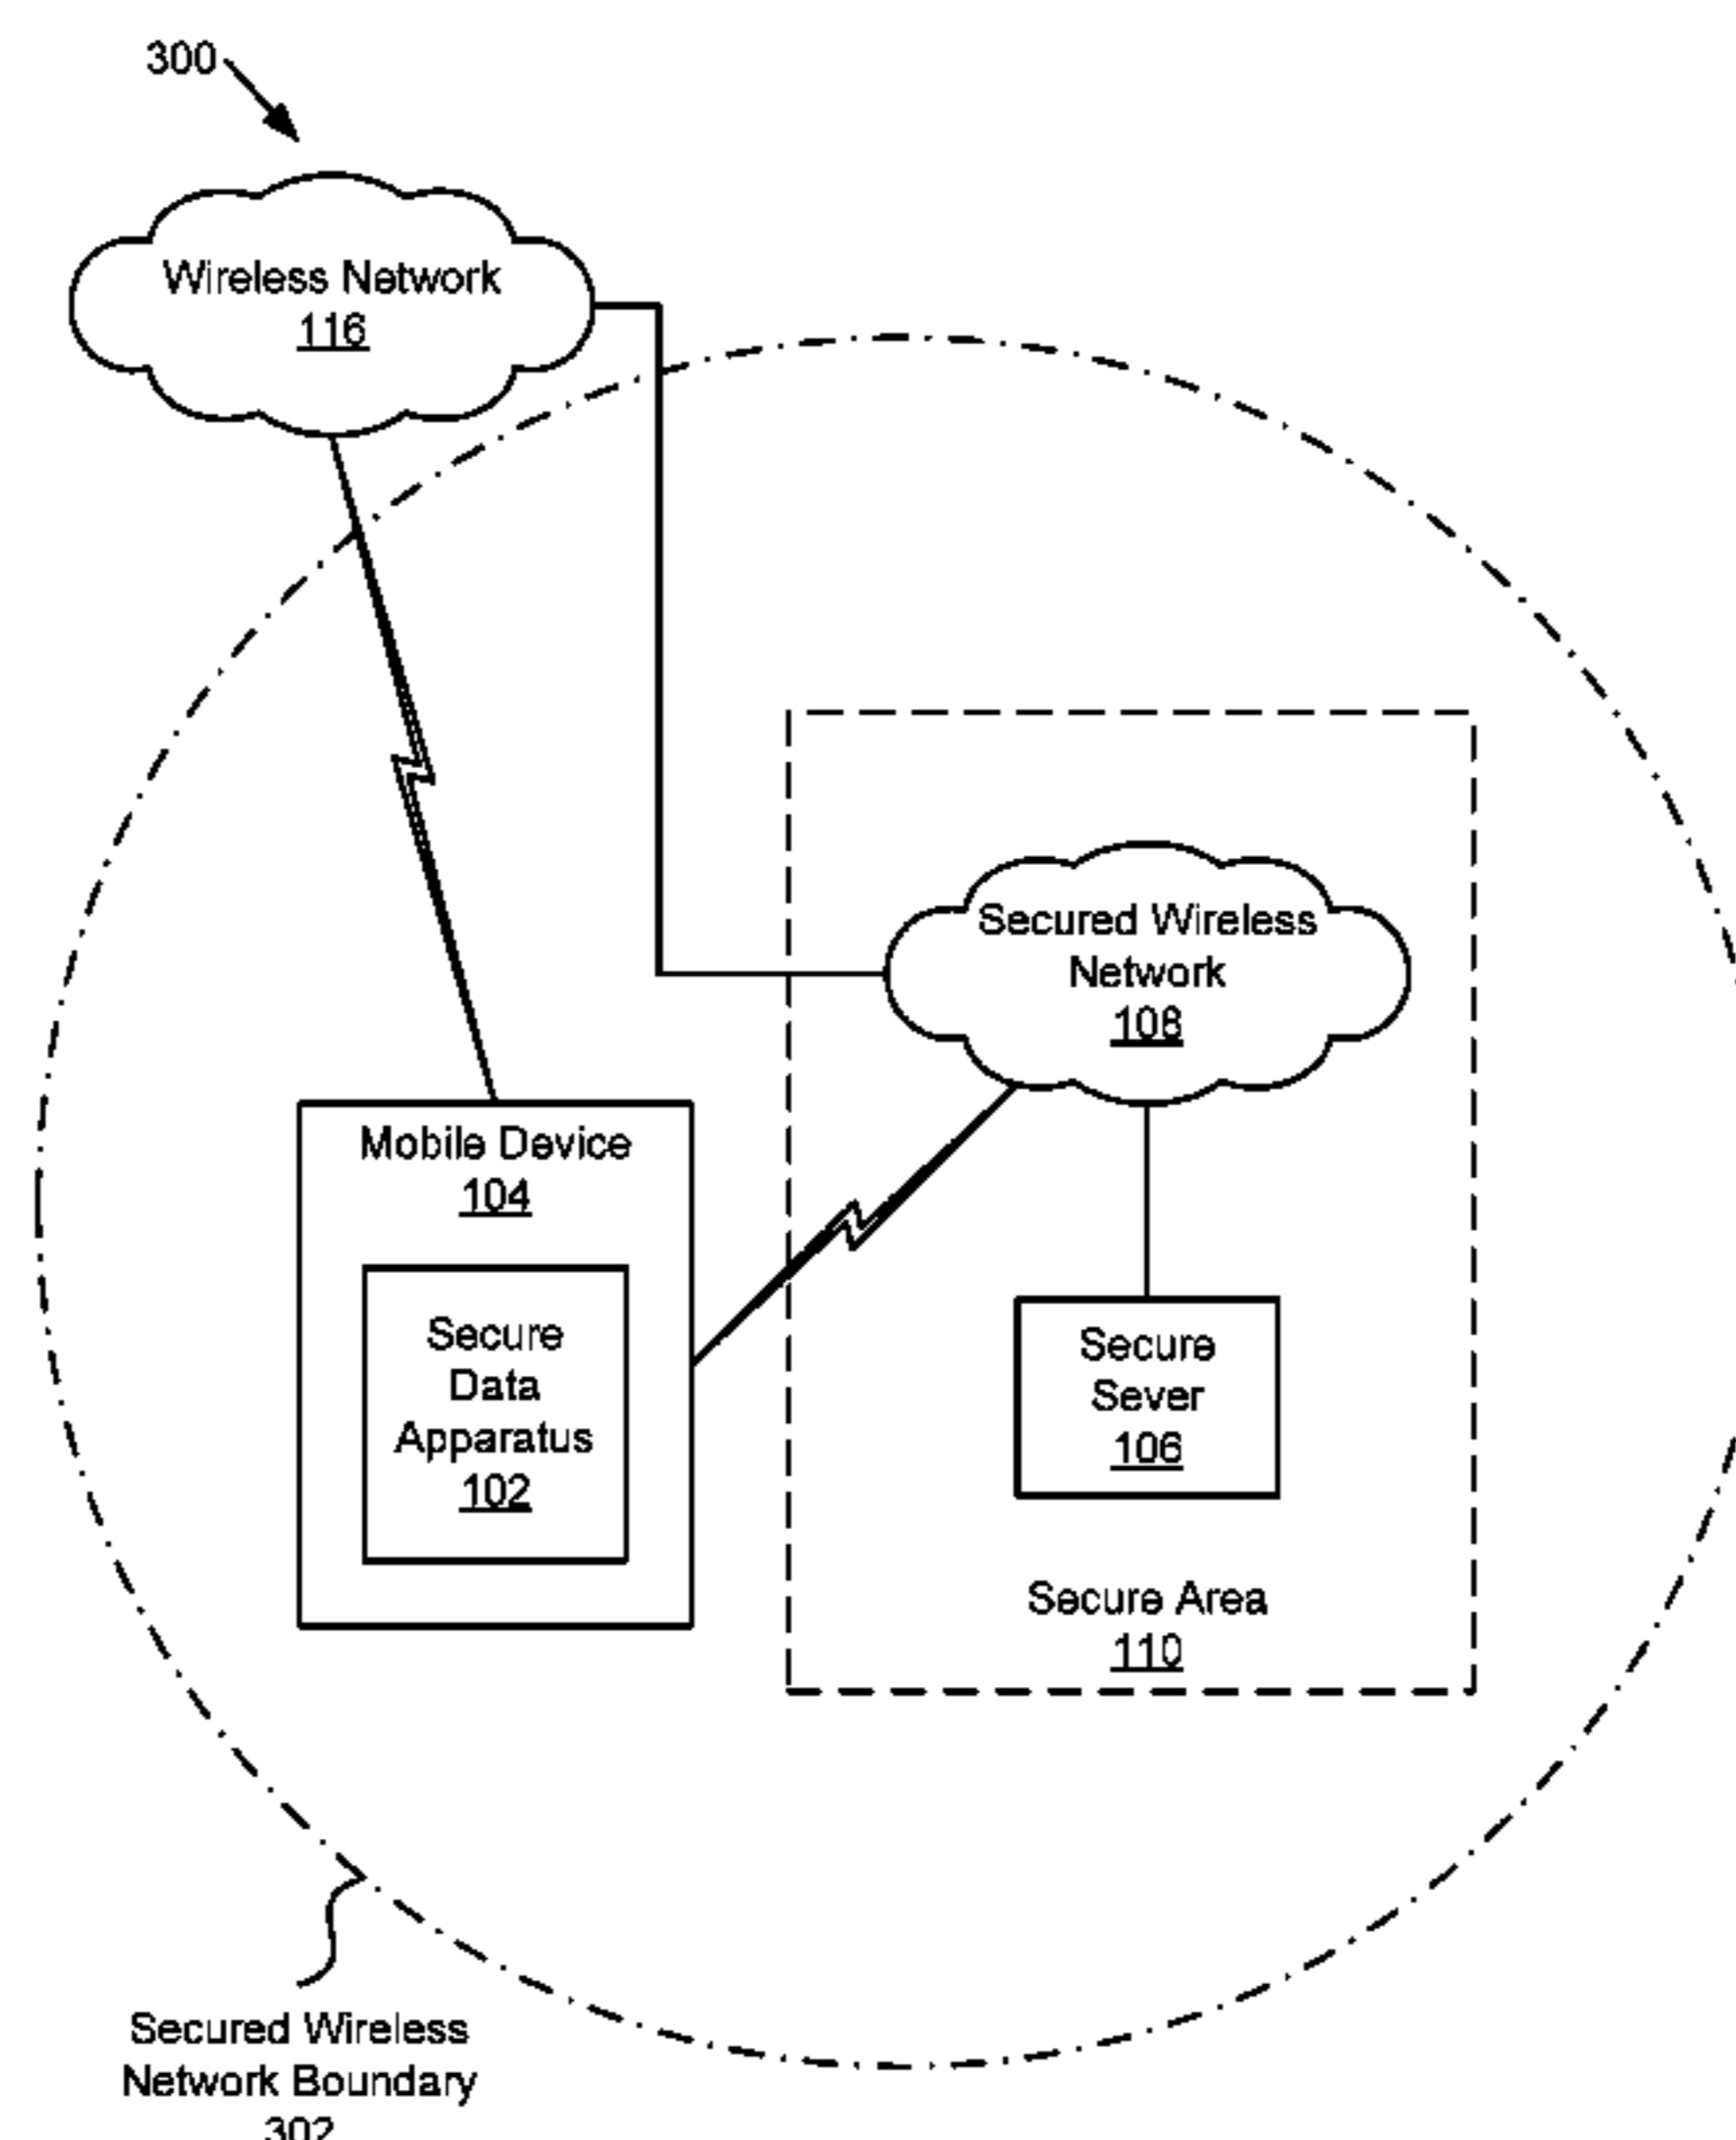 300
Wireless Network
116
Secured Wireless
Network
108
Mobile Device
104
Secure
Data
Apparatus
102
Secure
Sever
106
Secure Area
110
Secured Wireless
Network Boundary
302